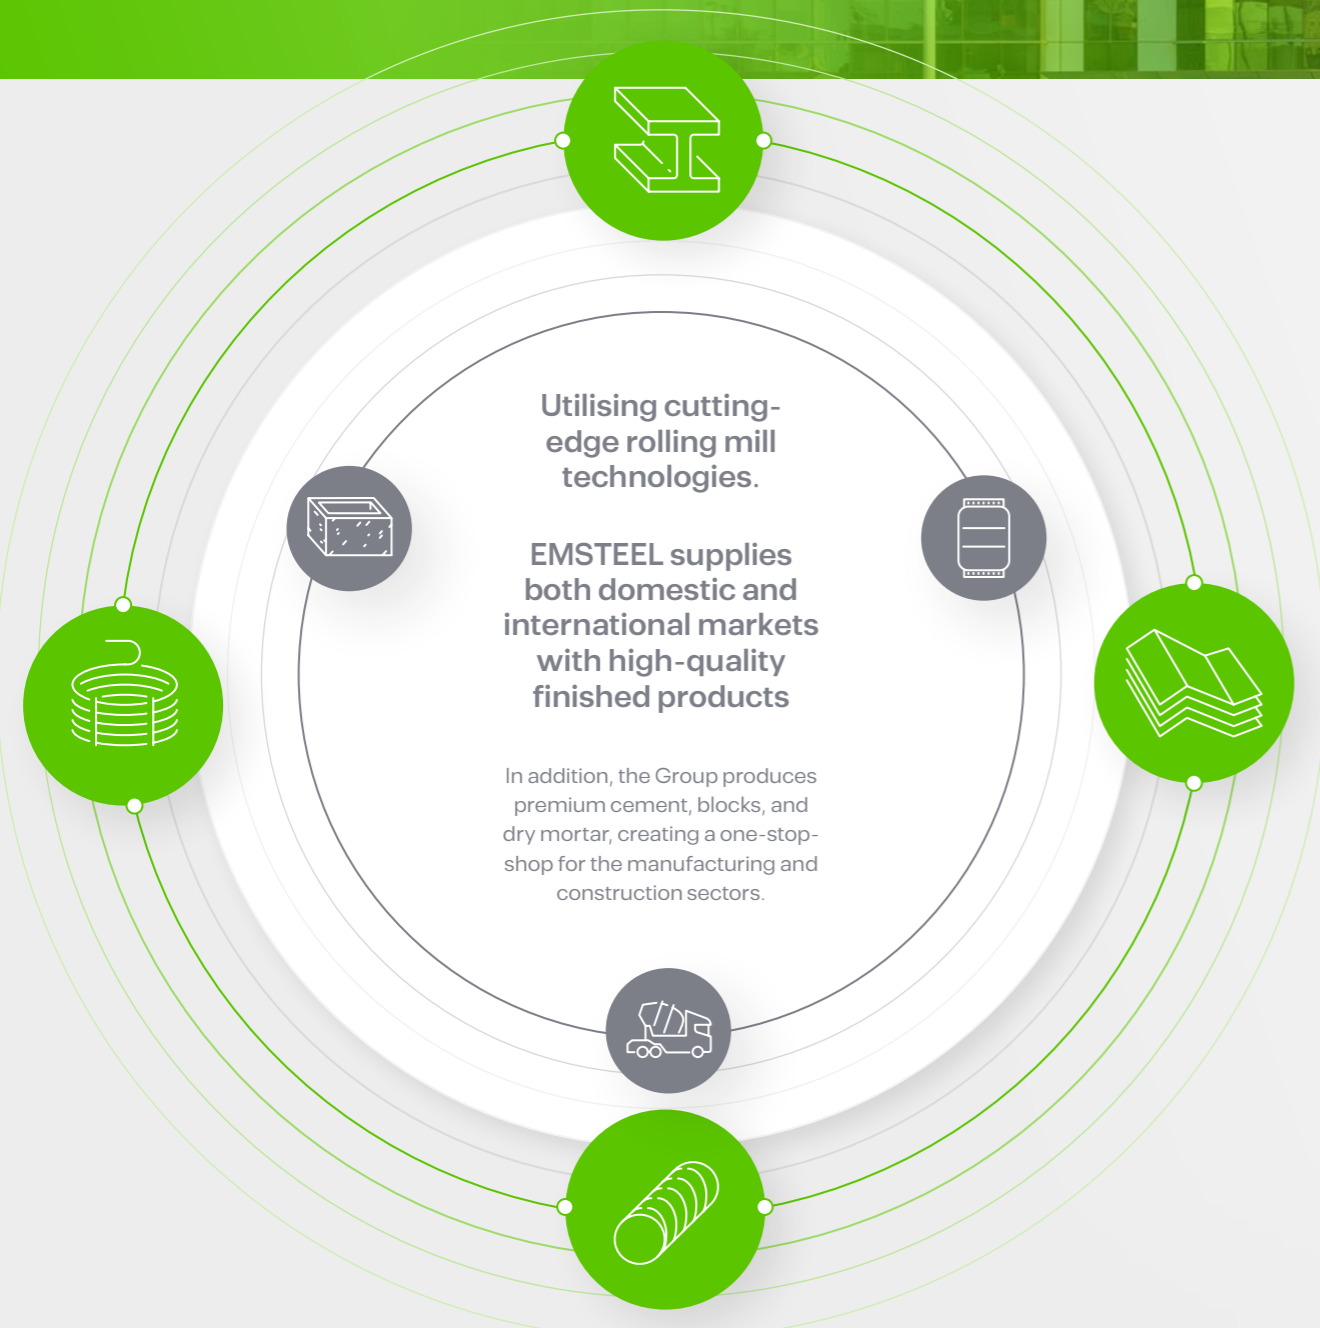 Utilising cutting-
edge rolling mill
technologies.
EMSTEEL supplies
both domestic and
international markets
with high-quality
finished products
In addition, the Group produces
premium cement, blocks, and
dry mortar, creating a one-stop-
shop for the manufacturing and
construction sectors.